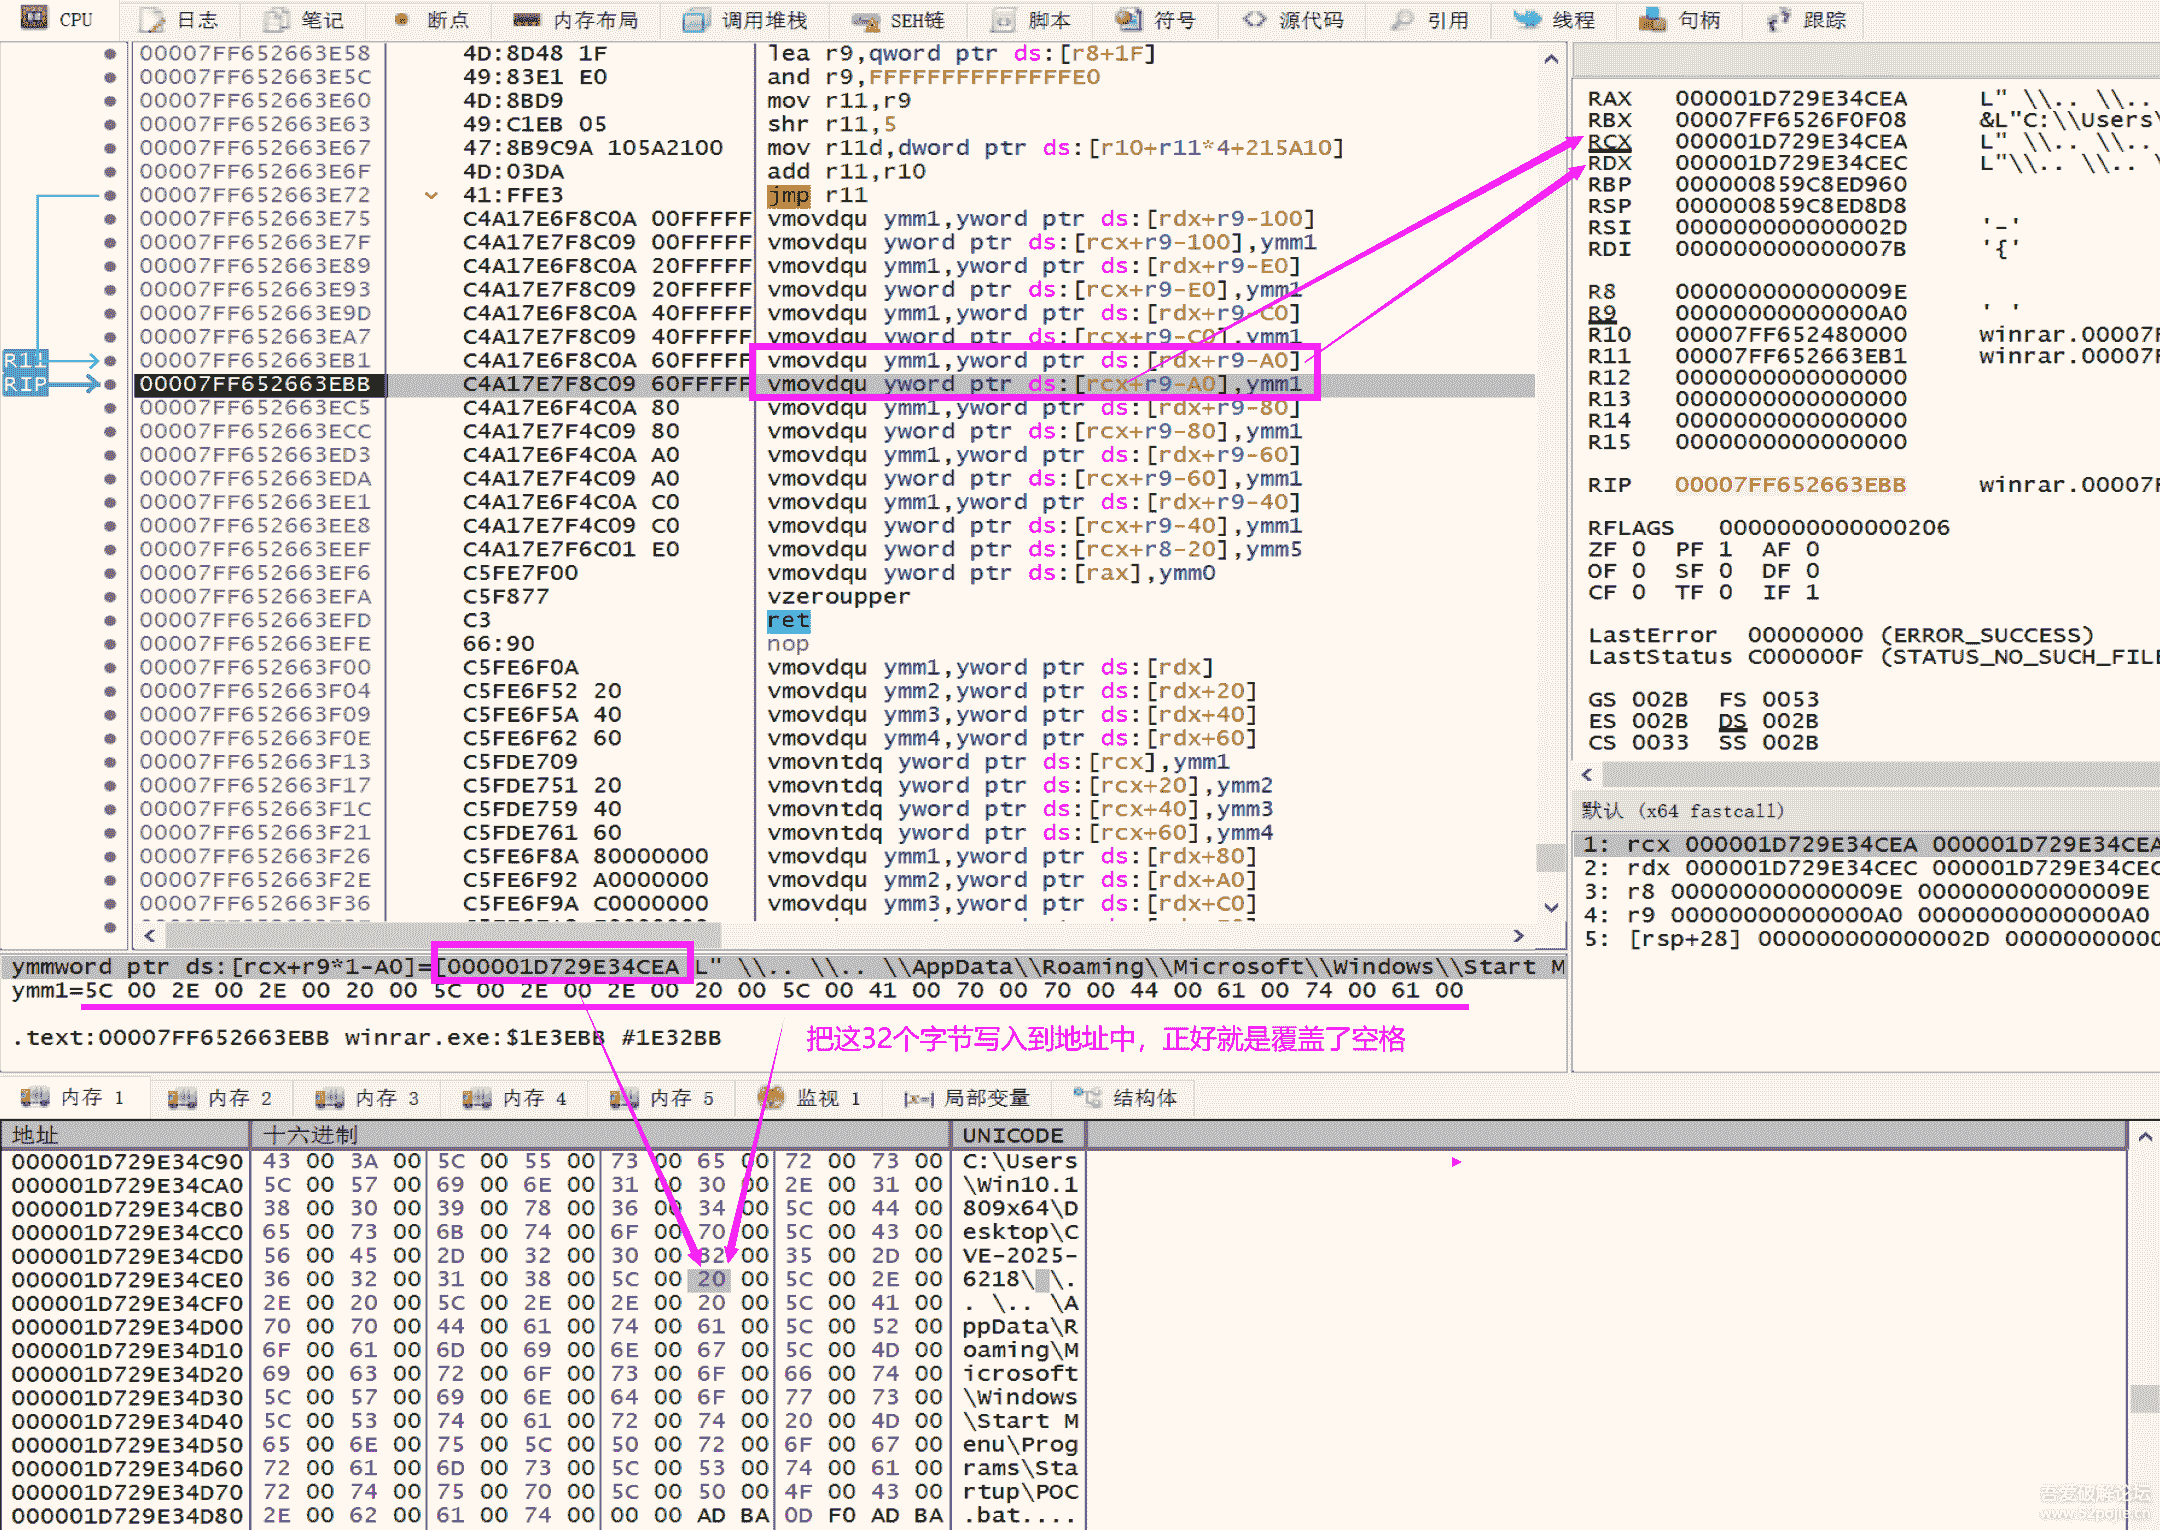 CPU 日志 笔记 断点 内存布局 调用堆栈 SEH链 脚本 符号 源代码 引用 线程 句柄 跟踪
00007FF652663E58 4D:8D48 1F lea r9,qword ptr ds:[r8+1F]
00007FF652663E5C 49:83E1 E0 and r9,FFFFFFFFFFFFFFE0
00007FF652663E60 4D:8BD9 mov r11,r9
00007FF652663E63 49:C1EB 05 shr r11,5
00007FF652663E67 47:8B9C9A 105A2100 mov r11d,dword ptr ds:[r10+r11*4+215A10]
00007FF652663E6F 4D:03DA add r11,r10
00007FF652663E72 41:FFE3 jmp r11
00007FF652663E75 C4A17E6F8C0A 00FFFFFF vmovdqu ymm1,yword ptr ds:[rdx+r9-100]
00007FF652663E7F C4A17E7F8C09 00FFFFFF vmovdqu yword ptr ds:[rcx+r9-100],ymm1
00007FF652663E89 C4A17E6F8C0A 20FFFFFF vmovdqu ymm1,yword ptr ds:[rdx+r9-E0]
00007FF652663E93 C4A17E7F8C09 20FFFFFF vmovdqu yword ptr ds:[rcx+r9-E0],ymm1
00007FF652663E9D C4A17E6F8C0A 40FFFFFF vmovdqu ymm1,yword ptr ds:[rdx+r9-C0]
00007FF652663EA7 C4A17E7F8C09 40FFFFFF vmovdqu yword ptr ds:[rcx+r9-C0],ymm1
R11 00007FF652663EB1 C4A17E6F8C0A 60FFFFFF vmovdqu ymm1,yword ptr ds:[rdx+r9-A0]
RIP 00007FF652663EBB C4A17E7F8C09 60FFFFFF vmovdqu yword ptr ds:[rcx+r9-A0],ymm1
00007FF652663EC5 C4A17E6F4C0A 80 vmovdqu ymm1,yword ptr ds:[rdx+r9-80]
00007FF652663ECC C4A17E7F4C09 80 vmovdqu yword ptr ds:[rcx+r9-80],ymm1
00007FF652663ED3 C4A17E6F4C0A A0 vmovdqu ymm1,yword ptr ds:[rdx+r9-60]
00007FF652663EDA C4A17E7F4C09 A0 vmovdqu yword ptr ds:[rcx+r9-60],ymm1
00007FF652663EE1 C4A17E6F4C0A C0 vmovdqu ymm1,yword ptr ds:[rdx+r9-40]
00007FF652663EE8 C4A17E7F4C09 C0 vmovdqu yword ptr ds:[rcx+r9-40],ymm1
00007FF652663EEF C4A17E7F6C01 E0 vmovdqu yword ptr ds:[rcx+r8-20],ymm5
00007FF652663EF6 C5FE7F00 vmovdqu yword ptr ds:[rax],ymm0
00007FF652663EFA C5F877 vzeroupper
00007FF652663EFD C3 ret
00007FF652663EFE 66:90 nop
00007FF652663F00 C5FE6F0A vmovdqu ymm1,yword ptr ds:[rdx]
00007FF652663F04 C5FE6F52 20 vmovdqu ymm2,yword ptr ds:[rdx+20]
00007FF652663F09 C5FE6F5A 40 vmovdqu ymm3,yword ptr ds:[rdx+40]
00007FF652663F0E C5FE6F62 60 vmovdqu ymm4,yword ptr ds:[rdx+60]
00007FF652663F13 C5FDE709 vmovntdq yword ptr ds:[rcx],ymm1
00007FF652663F17 C5FDE751 20 vmovntdq yword ptr ds:[rcx+20],ymm2
00007FF652663F1C C5FDE759 40 vmovntdq yword ptr ds:[rcx+40],ymm3
00007FF652663F21 C5FDE761 60 vmovntdq yword ptr ds:[rcx+60],ymm4
00007FF652663F26 C5FE6F8A 80000000 vmovdqu ymm1,yword ptr ds:[rdx+80]
00007FF652663F2E C5FE6F92 A0000000 vmovdqu ymm2,yword ptr ds:[rdx+A0]
00007FF652663F36 C5FE6F9A C0000000 vmovdqu ymm3,yword ptr ds:[rdx+C0]
RAX 000001D729E34CEA L" \\.. \\..
RBX 00007FF6526F0F08 &L"C:\\Users\
RCX 000001D729E34CEA L" \\.. \\..
RDX 000001D729E34CEC L"\\.. \\.. \
RBP 000000859C8ED960
RSP 000000859C8ED8D8
RSI 000000000000002D '-'
RDI 000000000000007B '{'
R8 000000000000009E
R9 00000000000000A0 ' '
R10 00007FF652480000 winrar.00007F
R11 00007FF652663EB1 winrar.00007F
R12 0000000000000000
R13 0000000000000000
R14 0000000000000000
R15 0000000000000000
RIP 00007FF652663EBB winrar.00007F
RFLAGS 0000000000000206
ZF 0 PF 1 AF 0
OF 0 SF 0 DF 0
CF 0 TF 0 IF 1
LastError 00000000 (ERROR_SUCCESS)
LastStatus C000000F (STATUS_NO_SUCH_FILE
GS 002B FS 0053
ES 002B DS 002B
CS 0033 SS 002B
默认 (x64 fastcall)
1: rcx 000001D729E34CEA 000001D729E34CEA
2: rdx 000001D729E34CEC 000001D729E34CEC
3: r8 000000000000009E 000000000000009E
4: r9 00000000000000A0 00000000000000A0
5: [rsp+28] 000000000000002D 00000000000
ymmword ptr ds:[rcx+r9*1-A0]=[000001D729E34CEA L" \\.. \\.. \\AppData\\Roaming\\Microsoft\\Windows\\Start M
ymm1=5C 00 2E 00 2E 00 20 00 5C 00 2E 00 2E 00 20 00 5C 00 41 00 70 00 70 00 44 00 61 00 74 00 61 00
.text:00007FF652663EBB winrar.exe:$1E3EBB #1E32BB
把这32个字节写入到地址中，正好就是覆盖了空格
内存 1 内存 2 内存 3 内存 4 内存 5 监视 1 局部变量 结构体
地址 十六进制 UNICODE
000001D729E34C90 43 00 3A 00 5C 00 55 00 73 00 65 00 72 00 73 00 C:\Users
000001D729E34CA0 5C 00 57 00 69 00 6E 00 31 00 30 00 2E 00 31 00 \Win10.1
000001D729E34CB0 38 00 30 00 39 00 78 00 36 00 34 00 5C 00 44 00 809x64\D
000001D729E34CC0 65 00 73 00 6B 00 74 00 6F 00 70 00 5C 00 43 00 esktop\C
000001D729E34CD0 56 00 45 00 2D 00 32 00 30 00 32 00 35 00 2D 00 VE-2025-
000001D729E34CE0 36 00 32 00 31 00 38 00 5C 00 20 00 5C 00 2E 00 6218\ \.
000001D729E34CF0 2E 00 20 00 5C 00 2E 00 2E 00 20 00 5C 00 41 00 . \.. \A
000001D729E34D00 70 00 70 00 44 00 61 00 74 00 61 00 5C 00 52 00 ppData\R
000001D729E34D10 6F 00 61 00 6D 00 69 00 6E 00 67 00 5C 00 4D 00 oaming\M
000001D729E34D20 69 00 63 00 72 00 6F 00 73 00 6F 00 66 00 74 00 icrosoft
000001D729E34D30 5C 00 57 00 69 00 6E 00 64 00 6F 00 77 00 73 00 \Windows
000001D729E34D40 5C 00 53 00 74 00 61 00 72 00 74 00 20 00 4D 00 \Start M
000001D729E34D50 65 00 6E 00 75 00 5C 00 50 00 72 00 6F 00 67 00 enu\Prog
000001D729E34D60 72 00 61 00 6D 00 73 00 5C 00 53 00 74 00 61 00 rams\Sta
000001D729E34D70 72 00 74 00 75 00 70 00 5C 00 50 00 4F 00 43 00 rtup\POC
000001D729E34D80 2E 00 62 00 61 00 74 00 00 00 AD BA 0D F0 AD BA .bat....
吾爱破解论坛
www.52pojie.cn